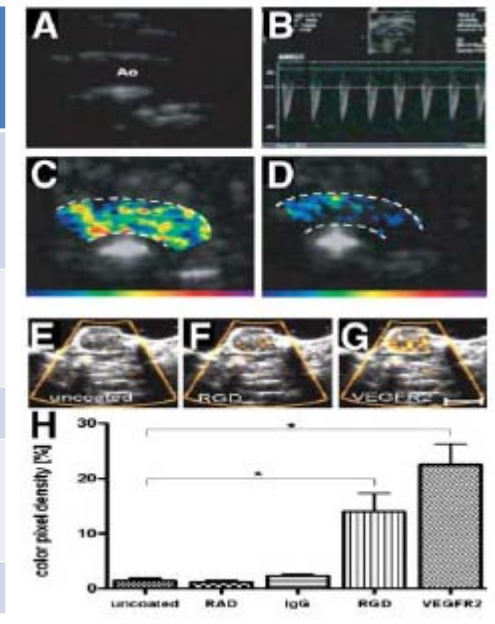 A
B
Ao
C
D
E
F
G
uncoated
RGD
VEGFR2
H
color pixel density [%]
30
20
10
0
*
*
uncoated
RAD
IgG
RGD
VEGFR2